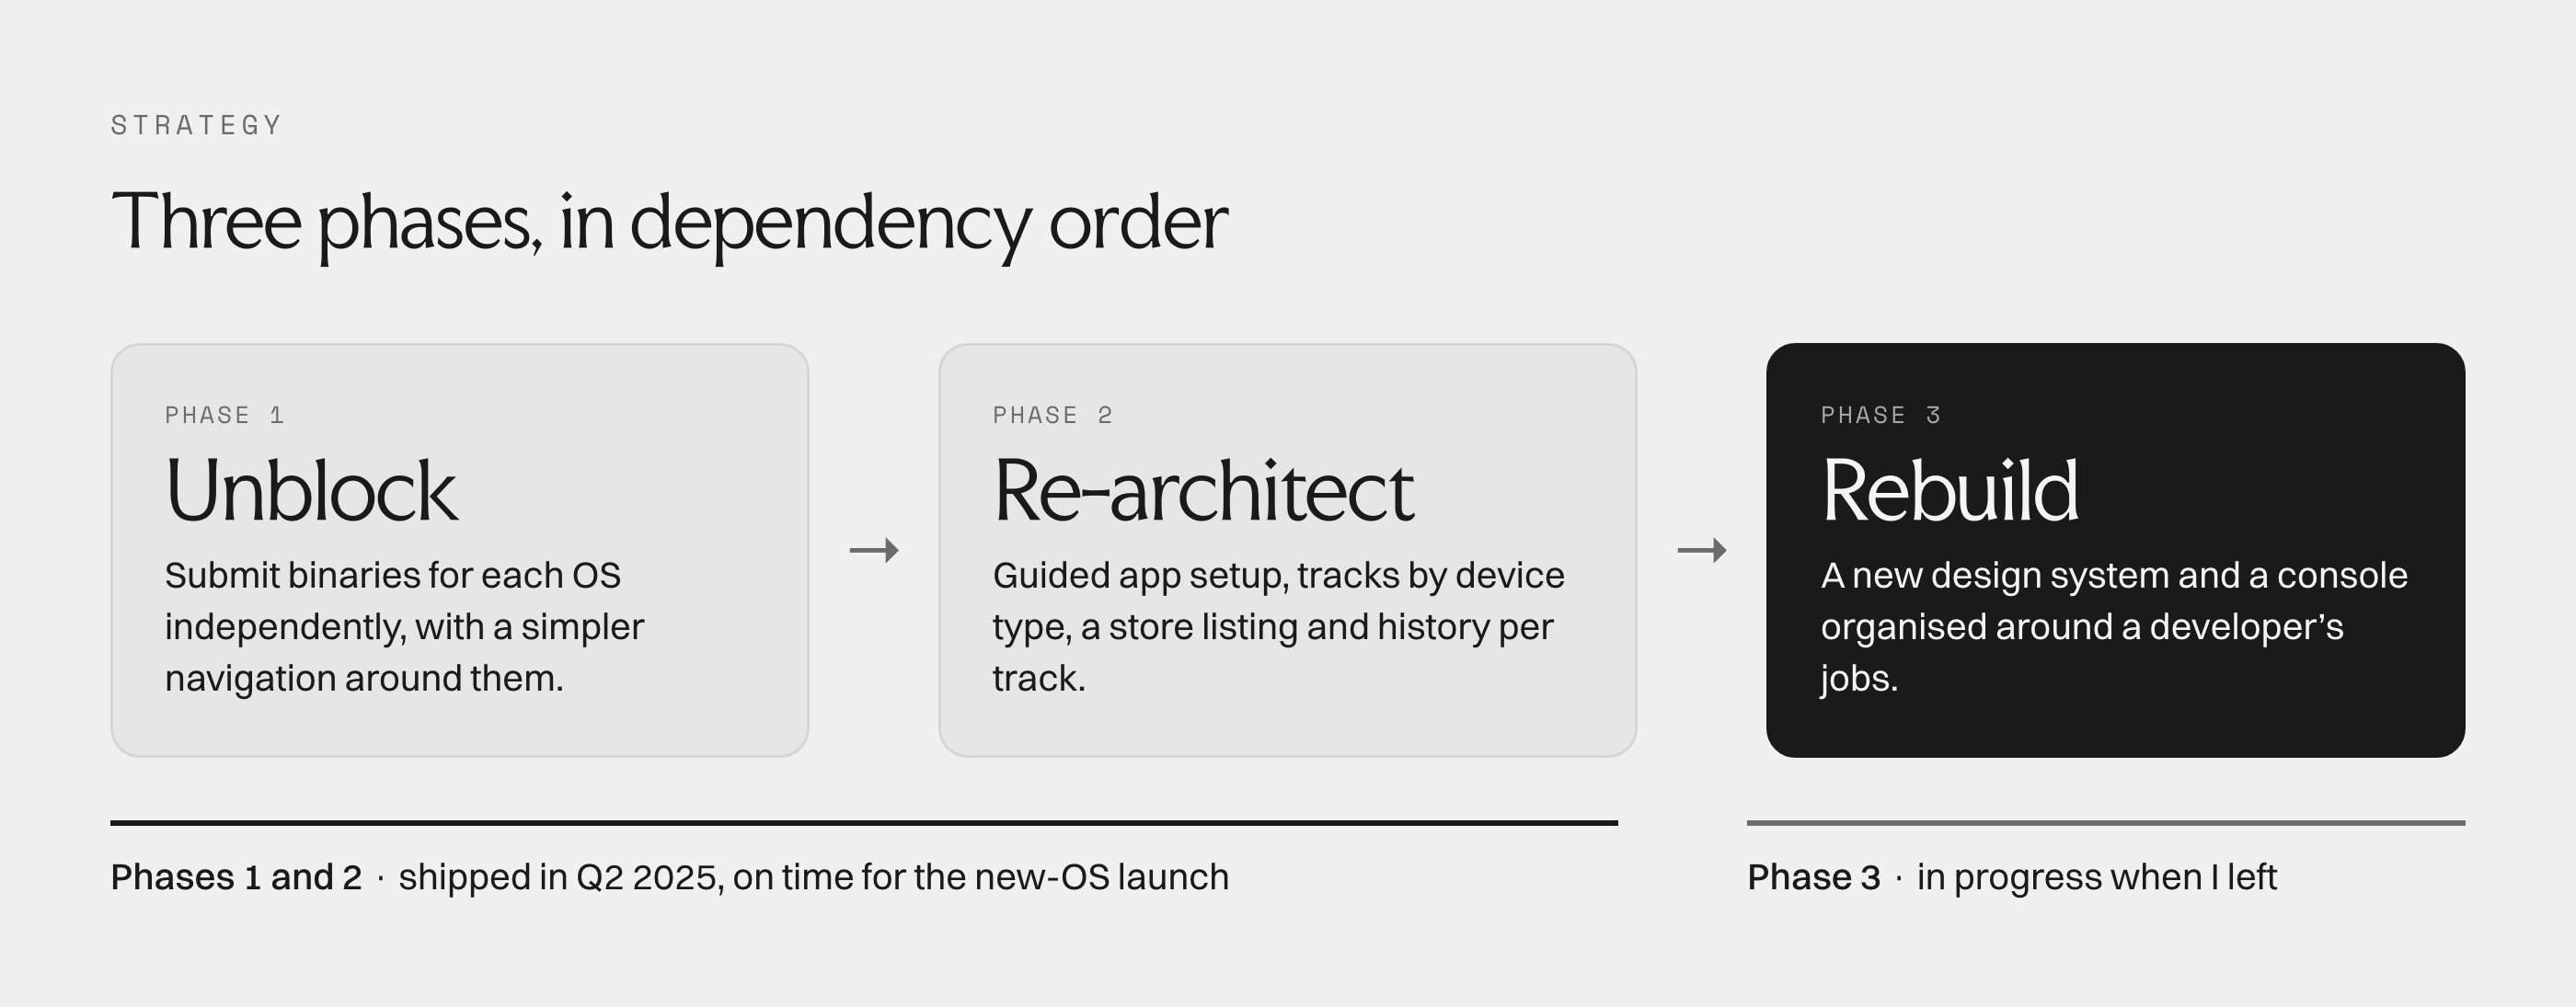 STRATEGY
Three phases, in dependency order
PHASE 1
Unblock
Submit binaries for each OS
independently, with a simpler
navigation around them.
PHASE 2
Re-architect
Guided app setup, tracks by device
type, a store listing and history per
track.
PHASE 3
Rebuild
A new design system and a console
organised around a developer’s
jobs.
Phases 1 and 2 · shipped in Q2 2025, on time for the new-OS launch
Phase 3 · in progress when I left